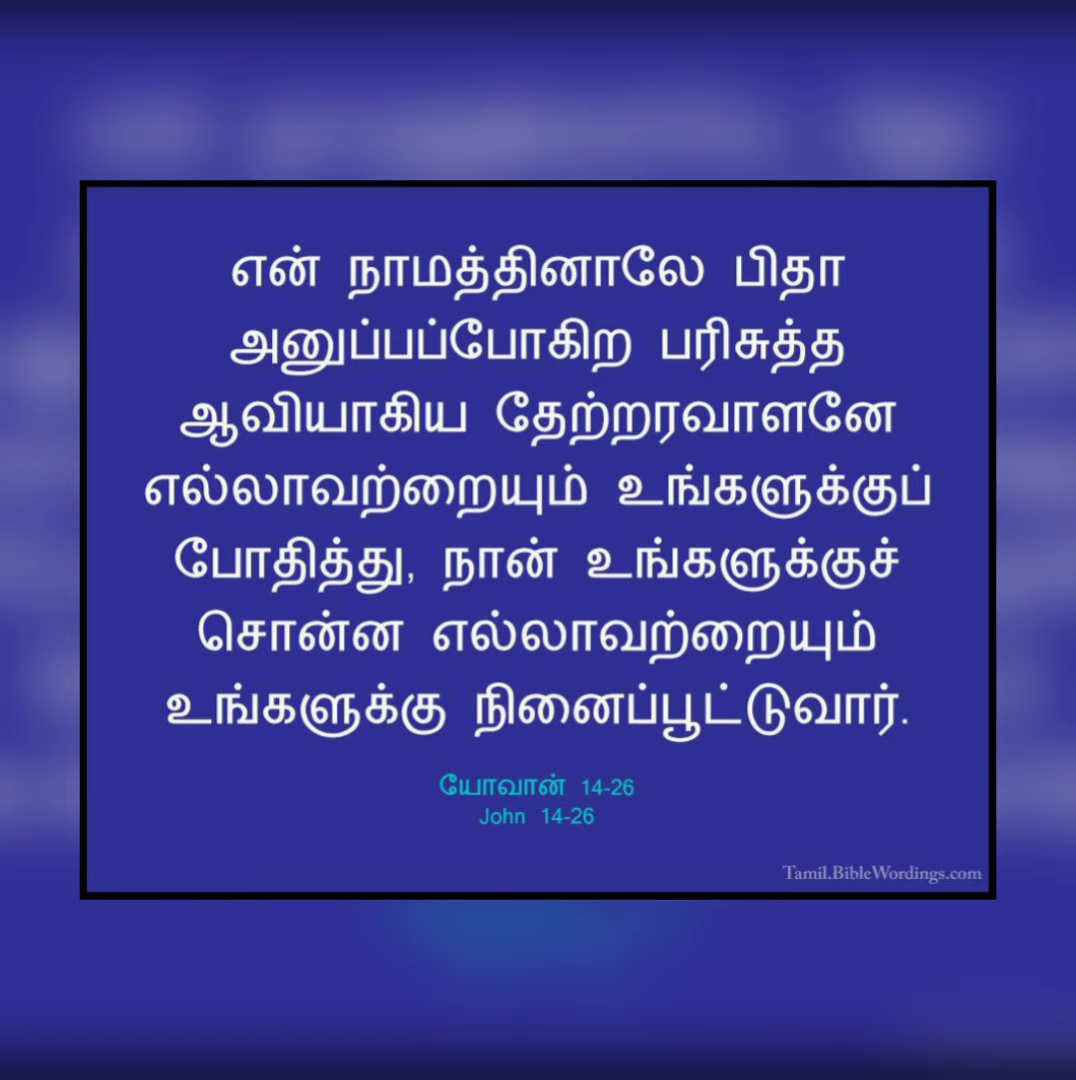 என் நாமத்தினாலே பிதா
அனுப்பப்போகிற பரிசுத்த
ஆவியாகிய தேற்றரவாளனே
எல்லாவற்றையும் உங்களுக்குப்
போதித்து, நான் உங்களுக்குச்
சொன்ன எல்லாவற்றையும்
உங்களுக்கு நினைப்பூட்டுவார்.
யோவான் 14-26
John 14-26
Tamil.BibleWordings.com